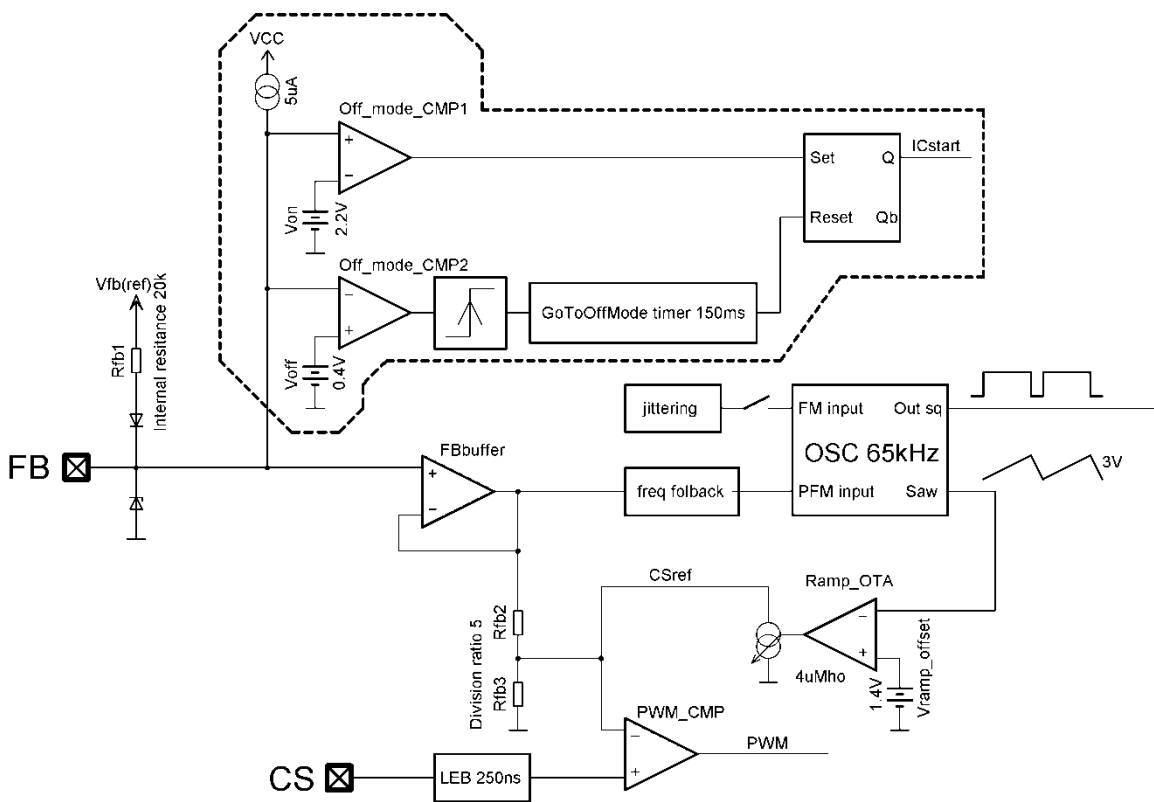 VCC
5uA
Off_mode_CMP1
+
−
Von
2.2V
Set
Q
ICstart
Reset
Qb
Off_mode_CMP2
−
+
Voff
0.4V
GoToOffMode timer 150ms
Vfb(ref)
Rfb1
Internal resitance 20k
jittering
FM input
Out sq
OSC 65kHz
PFM input
Saw
3V
FB
FBbuffer
+
−
freq folback
CSref
Ramp_OTA
−
+
4uMho
1.4V
Vramp_offset
Rfb2
Division ratio 5
Rfb3
PWM_CMP
−
+
PWM
CS
LEB 250ns